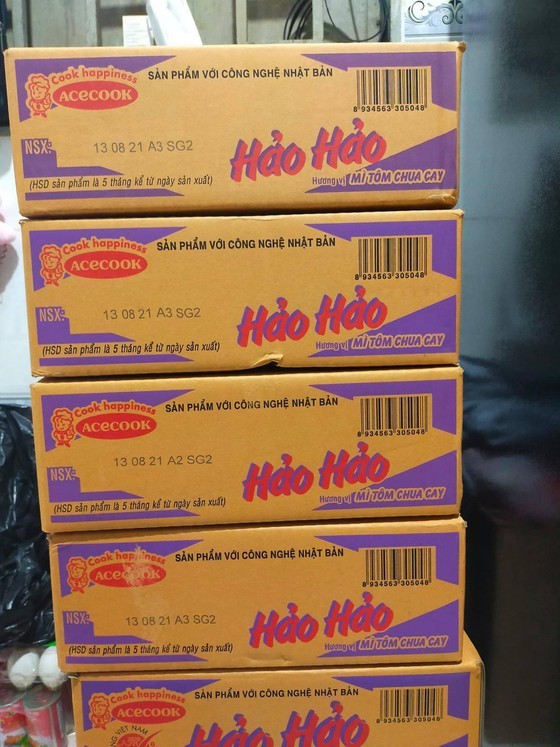 Cook happiness
ACECOOK
SẢN PHẨM VỚI CÔNG NGHỆ NHẬT BẢN
8 934563 305048
NSX:
13 08 21 A3 SG2
Hảo Hảo
Hương vị MÌ TÔM CHUA CAY
(HSD sản phẩm là 5 tháng kể từ ngày sản xuất)
Cook happiness
ACECOOK
SẢN PHẨM VỚI CÔNG NGHỆ NHẬT BẢN
8 934563 305048
NSX:
13 08 21 A3 SG2
Hảo Hảo
Hương vị MÌ TÔM CHUA CAY
(HSD sản phẩm là 5 tháng kể từ ngày sản xuất)
Cook happiness
ACECOOK
SẢN PHẨM VỚI CÔNG NGHỆ NHẬT BẢN
8 934563 305048
NSX:
13 08 21 A2 SG2
Hảo Hảo
Hương vị MÌ TÔM CHUA CAY
(HSD sản phẩm là 5 tháng kể từ ngày sản xuất)
Cook happiness
ACECOOK
SẢN PHẨM VỚI CÔNG NGHỆ NHẬT BẢN
8 934563 305048
NSX:
13 08 21 A3 SG2
Hảo Hảo
Hương vị MÌ TÔM CHUA CAY
(HSD sản phẩm là 5 tháng kể từ ngày sản xuất)
Cook happiness
ACECOOK
SẢN PHẨM VỚI CÔNG NGHỆ NHẬT BẢN
8 934563 305048
VIỆT NAM
Hảo Hảo